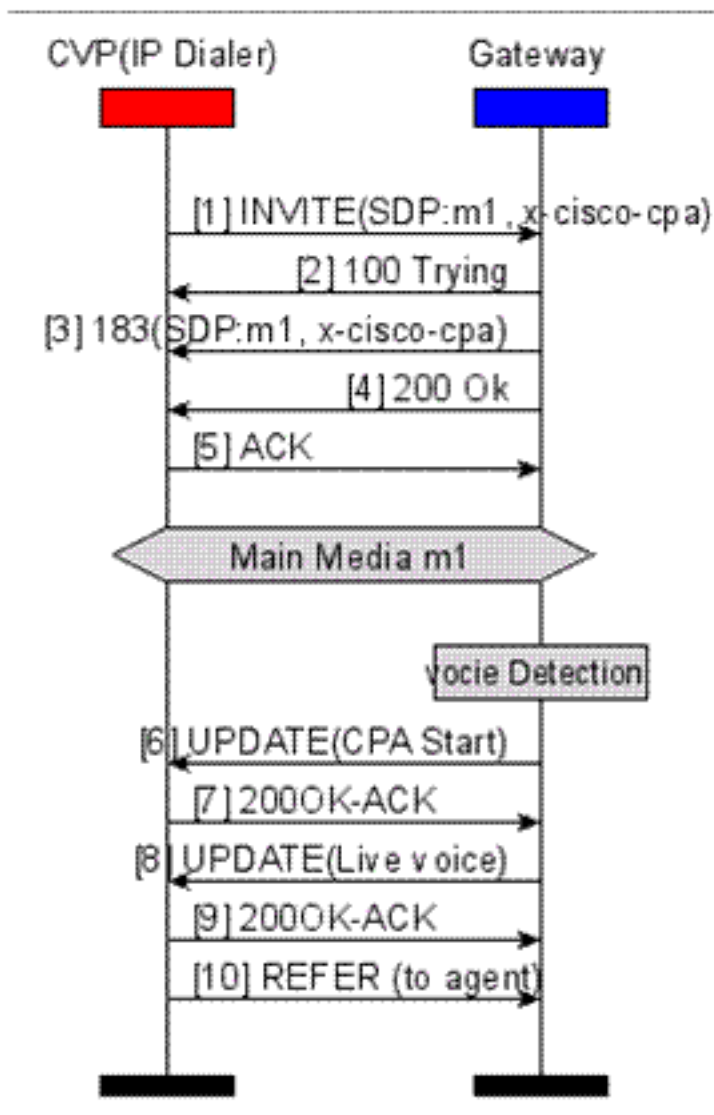 CVP(IP Dialer)
Gateway
[1] INVITE(SDP:m1, x-cisco-cpa)
[2] 100 Trying
[3] 183(SDP:m1, x-cisco-cpa)
[4] 200 Ok
[5] ACK
Main Media m1
vocie Detection
[6] UPDATE(CPA Start)
[7] 200OK-ACK
[8] UPDATE(Live voice)
[9] 200OK-ACK
[10] REFER (to agent)